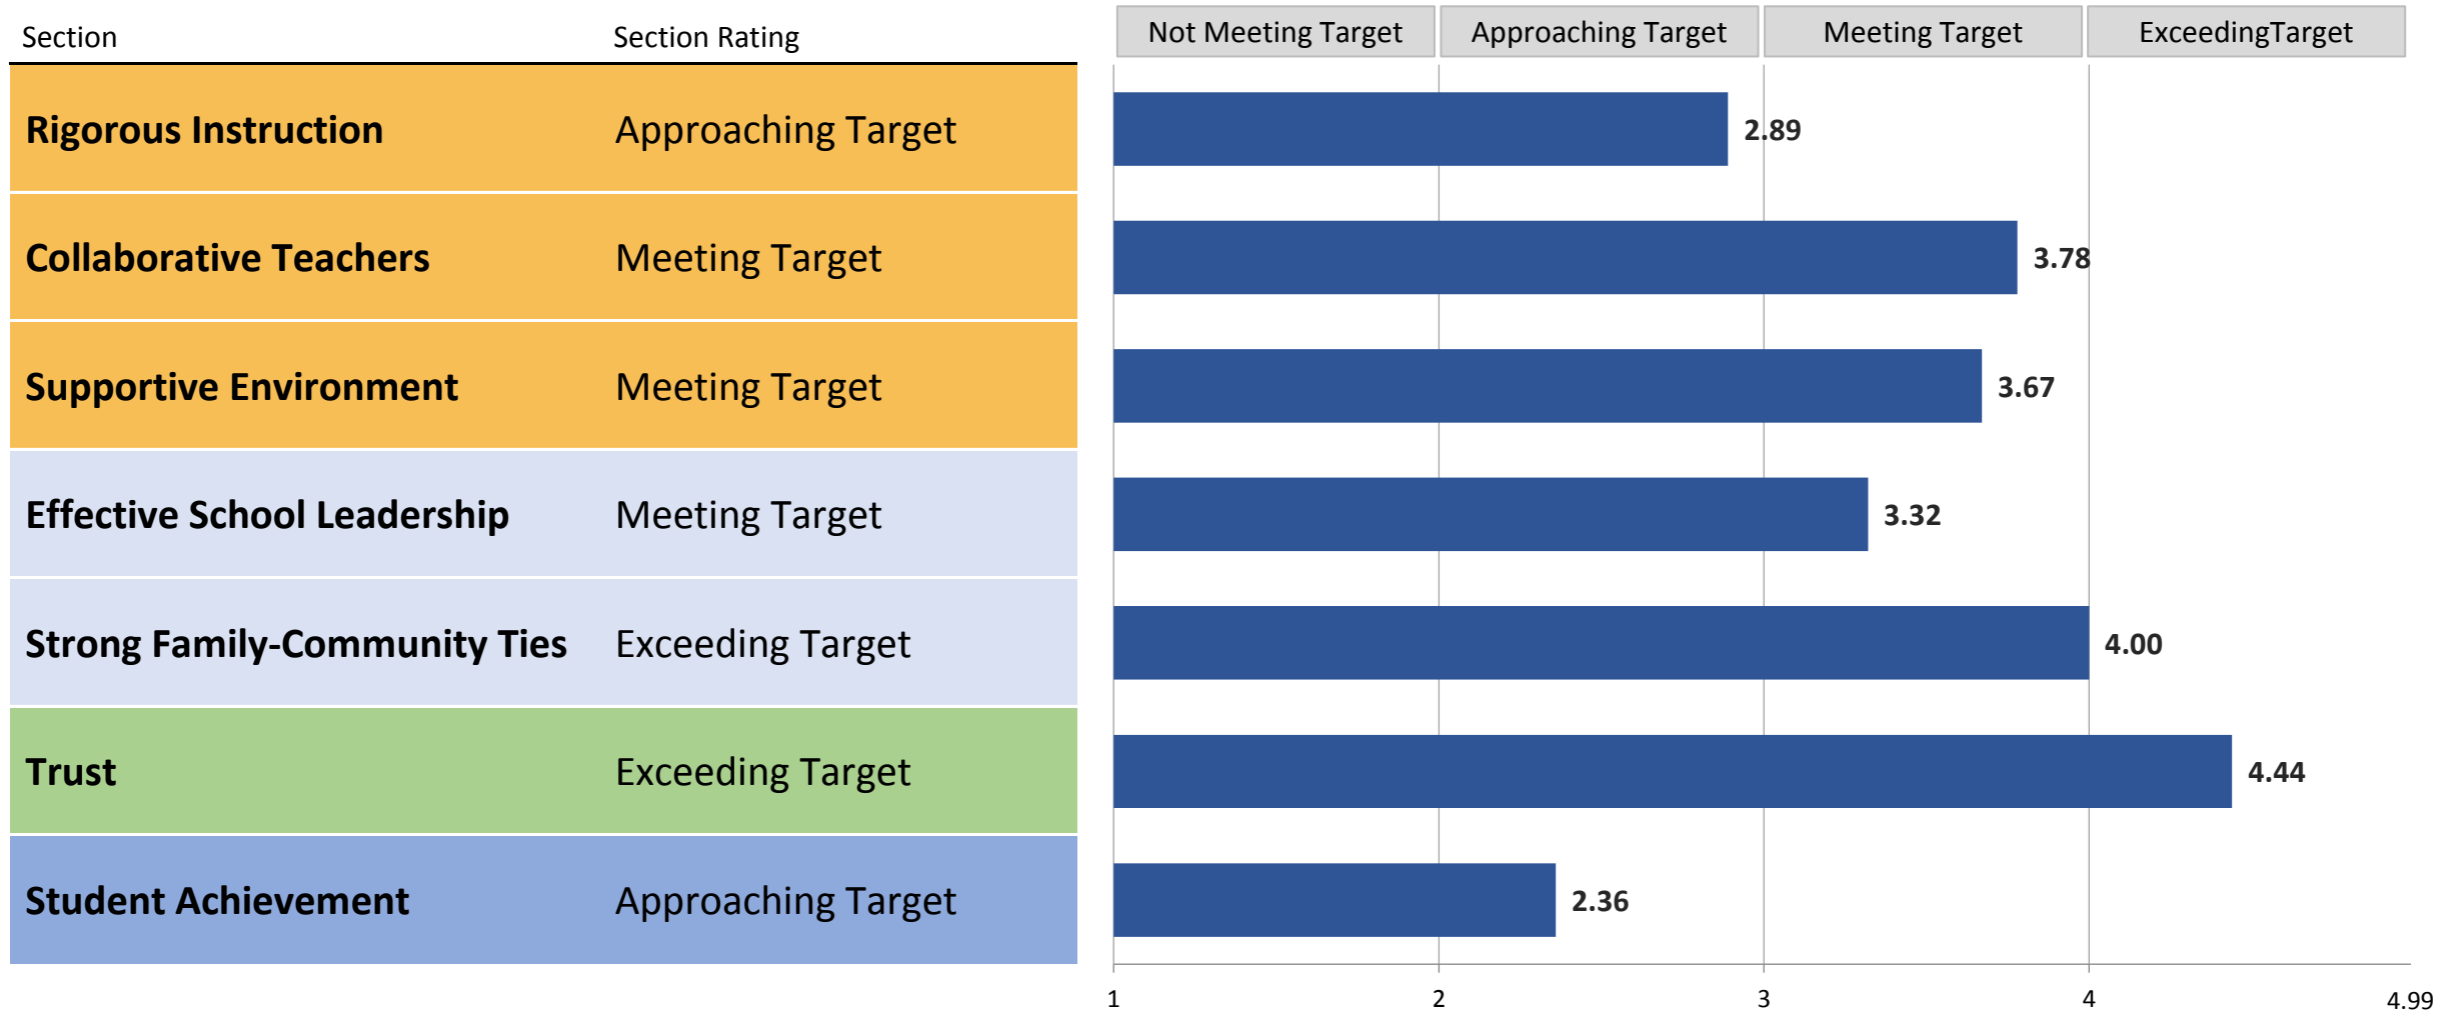 Section Section Rating Not Meeting Target Approaching Target Meeting Target ExceedingTarget
Rigorous Instruction Approaching Target 2.89
Collaborative Teachers Meeting Target 3.78
Supportive Environment Meeting Target 3.67
Effective School Leadership Meeting Target 3.32
Strong Family-Community Ties Exceeding Target 4.00
Trust Exceeding Target 4.44
Student Achievement Approaching Target 2.36
1 2 3 4 4.99